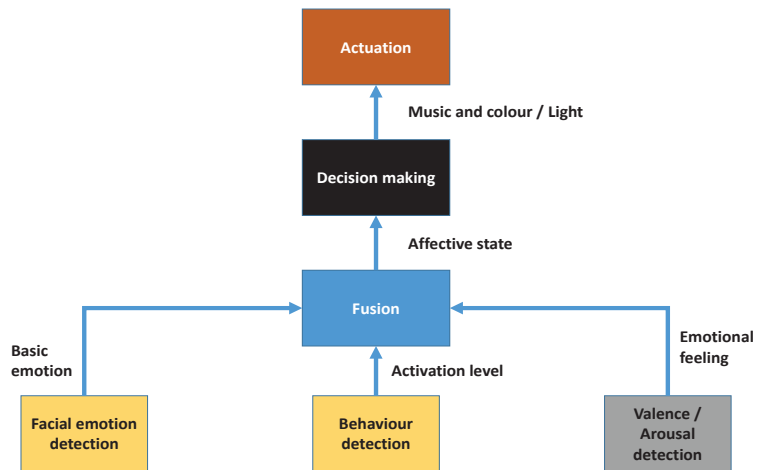 Actuation
Music and colour / Light
Decision making
Affective state
Fusion
Basic
emotion
Activation level
Emotional
feeling
Facial emotion
detection
Behaviour
detection
Valence /
Arousal
detection